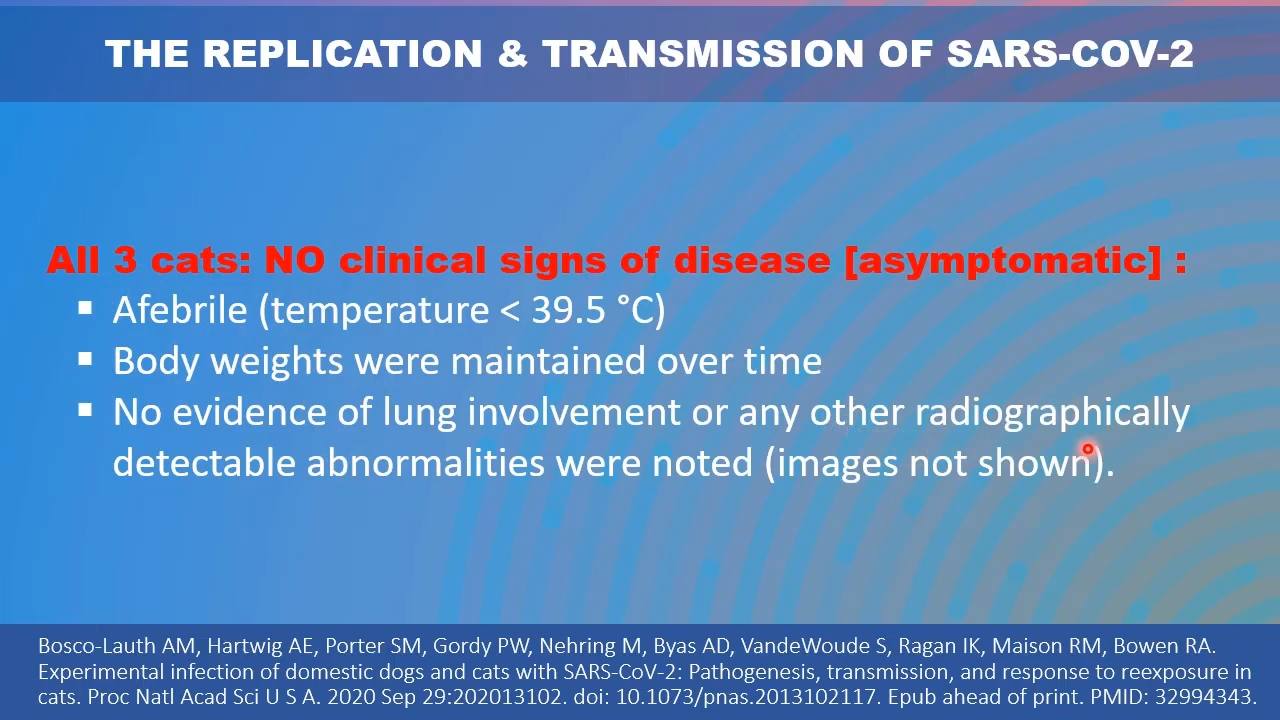 THE REPLICATION & TRANSMISSION OF SARS-COV-2
All 3 cats: NO clinical signs of disease [asymptomatic] :
▪ Afebrile (temperature < 39.5 °C)
▪ Body weights were maintained over time
▪ No evidence of lung involvement or any other radiographically
detectable abnormalities were noted (images not shown).
Bosco-Lauth AM, Hartwig AE, Porter SM, Gordy PW, Nehring M, Byas AD, VandeWoude S, Ragan IK, Maison RM, Bowen RA.
Experimental infection of domestic dogs and cats with SARS-CoV-2: Pathogenesis, transmission, and response to reexposure in
cats. Proc Natl Acad Sci U S A. 2020 Sep 29:202013102. doi: 10.1073/pnas.2013102117. Epub ahead of print. PMID: 32994343.